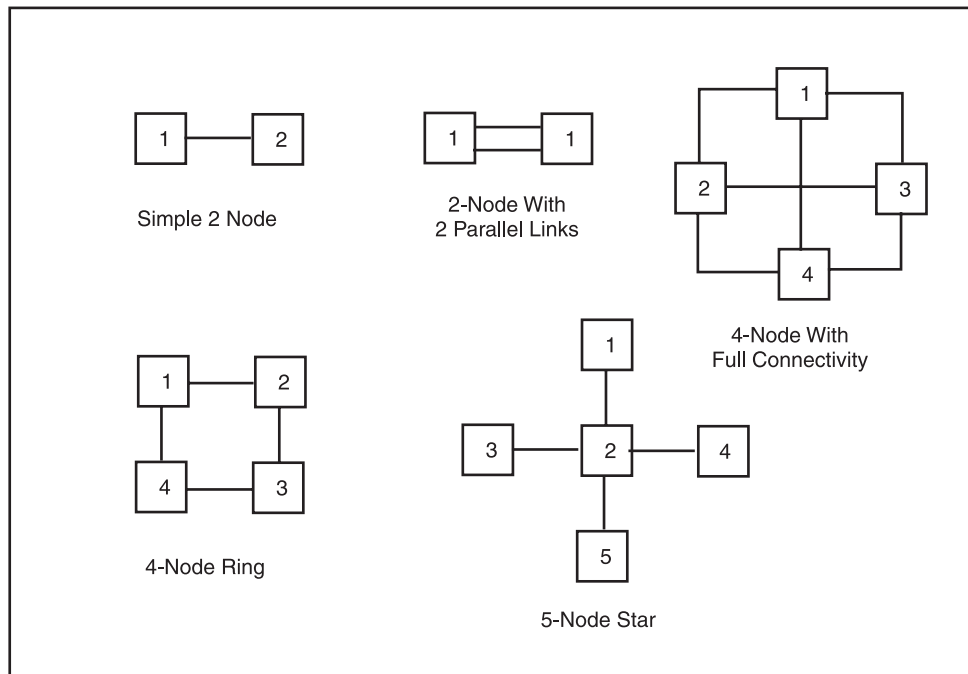 1 2
Simple 2 Node
1 1
2-Node With
2 Parallel Links
1
2 3
4
4-Node With
Full Connectivity
1 2
4 3
4-Node Ring
1
3 2 4
5
5-Node Star